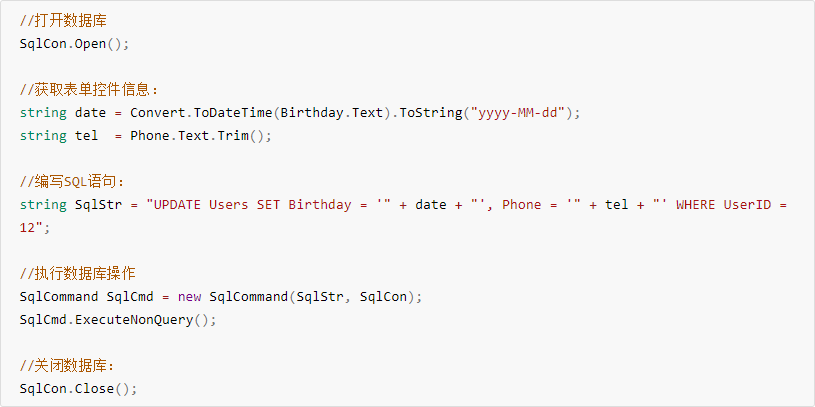 //打开数据库
SqlCon.Open();
//获取表单控件信息：
string date = Convert.ToDateTime(Birthday.Text).ToString("yyyy-MM-dd");
string tel  = Phone.Text.Trim();
//编写SQL语句：
string SqlStr = "UPDATE Users SET Birthday = '" + date + "', Phone = '" + tel + "' WHERE UserID =
12";
//执行数据库操作
SqlCommand SqlCmd = new SqlCommand(SqlStr, SqlCon);
SqlCmd.ExecuteNonQuery();
//关闭数据库：
SqlCon.Close();